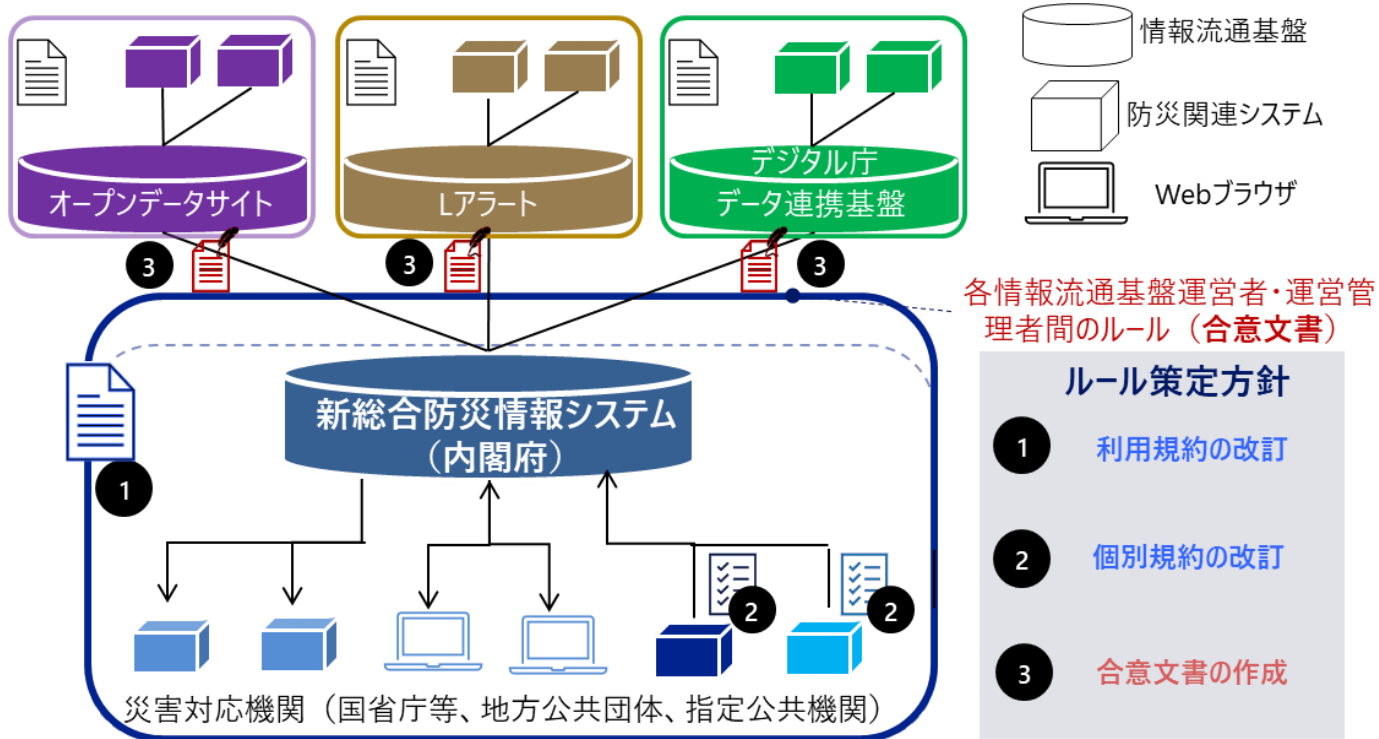 情報流通基盤
防災関連システム
Webブラウザ
オープンデータサイト
Lアラート
デジタル庁
データ連携基盤
3
3
3
各情報流通基盤運営者・運営管
理者間のルール（合意文書）
新総合防災情報システム
（内閣府）
1
2
2
災害対応機関（国省庁等、地方公共団体、指定公共機関）
ルール策定方針
1 利用規約の改訂
2 個別規約の改訂
3 合意文書の作成